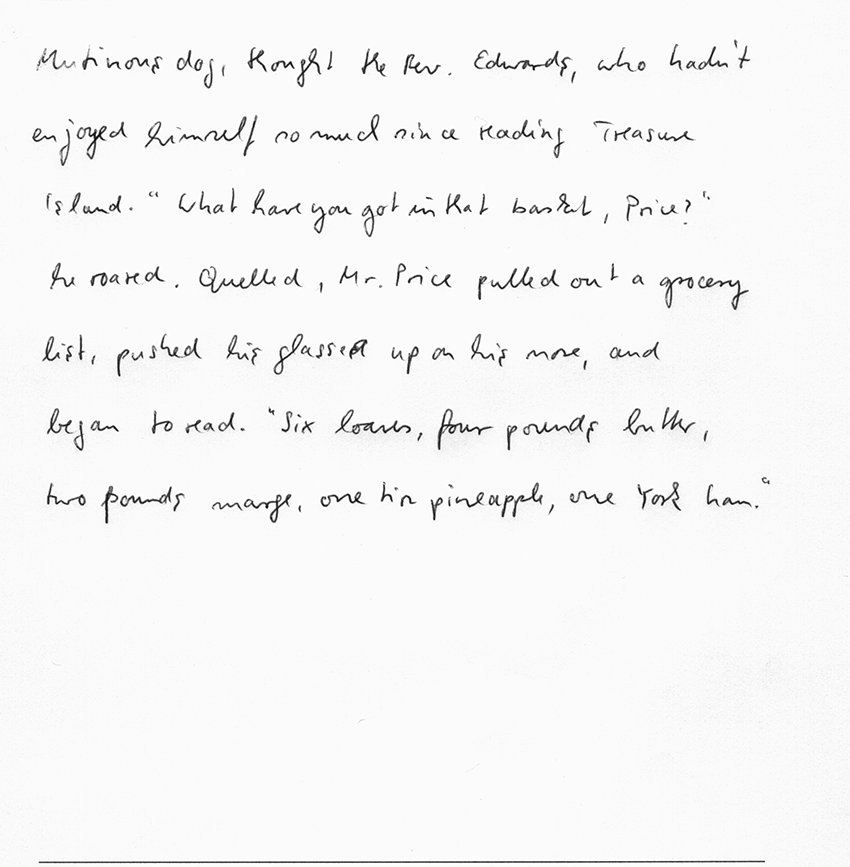 Mutinous dog, thought the Rev. Edwards, who hadn't
enjoyed himself so much since reading Treasure
Island. "What have you got in that basket, Price?"
he roared. Quelled, Mr. Price pulled out a grocery
list, pushed his glasses up on his nose, and
began to read. "Six loaves, four pounds butter,
two pounds marge, one tin pineapple, one York ham."